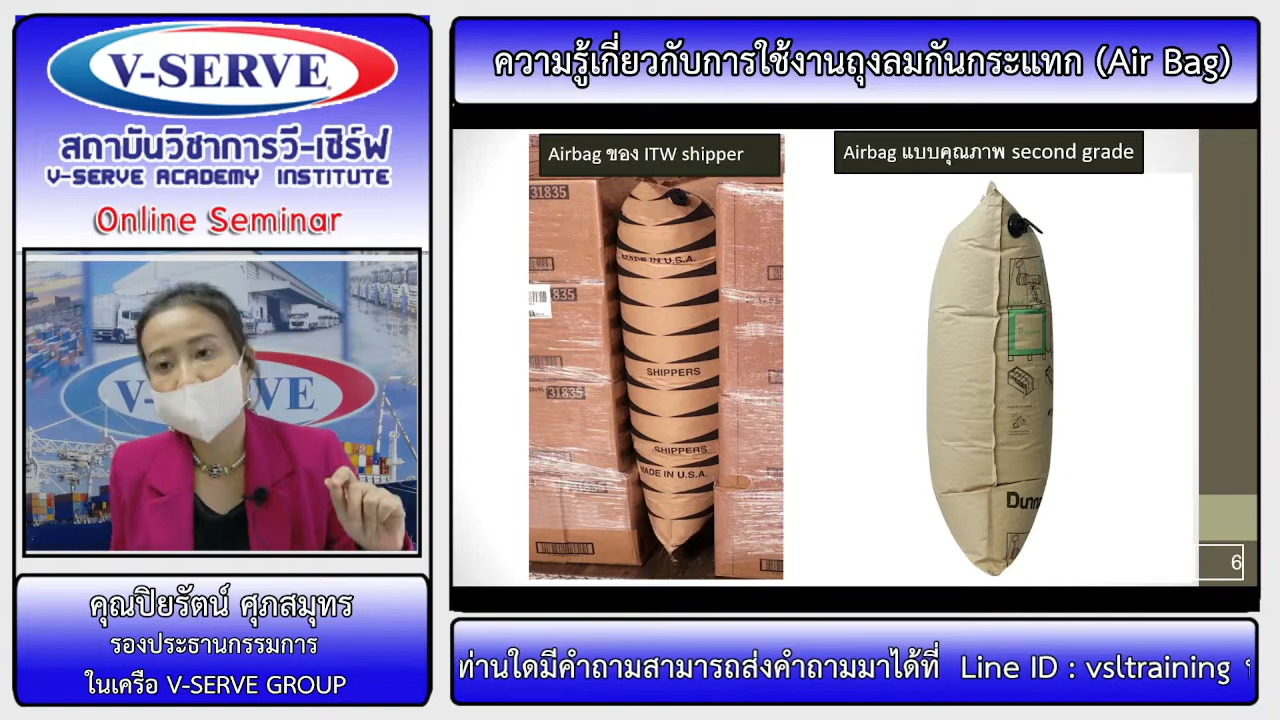 V-SERVE
สถาบันวิชาการวี-เซิร์ฟ
V-SERVE ACADEMY INSTITUTE
Online Seminar
คุณปิยรัตน์ ศุภสมุทร
รองประธานกรรมการ
ในเครือ V-SERVE GROUP
ความรู้เกี่ยวกับการใช้งานถุงลมกันกระแทก (Air Bag)
Airbag ของ ITW shipper
31835
MADE IN U.S.A.
835
SHIPPERS
31835
SHIPPERS
MADE IN U.S.A.
Airbag แบบคุณภาพ second grade
6
ท่านใดมีคำถามสามารถส่งคำถามมาได้ที่ Line ID : vsltraining